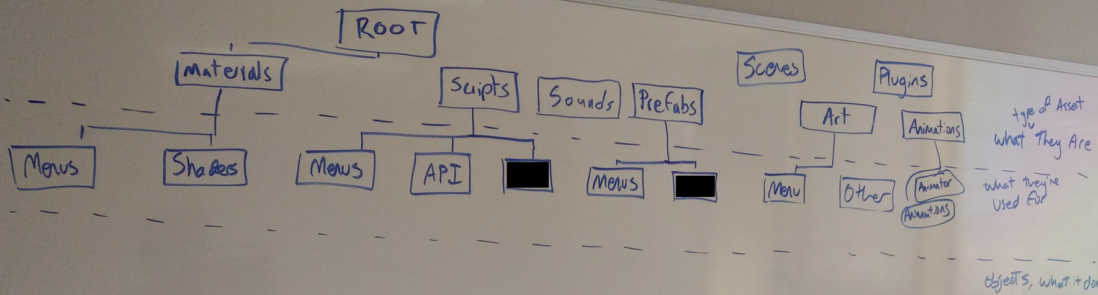 ROOT
Materials
Scripts
Sounds
Prefabs
Scenes
Plugins
Art
Animations
type of Asset
what They Are
Menus
Shaders
Menus
API
Menus
Menu
Other
Animator
Animations
what they're
Used For
objects, what it do